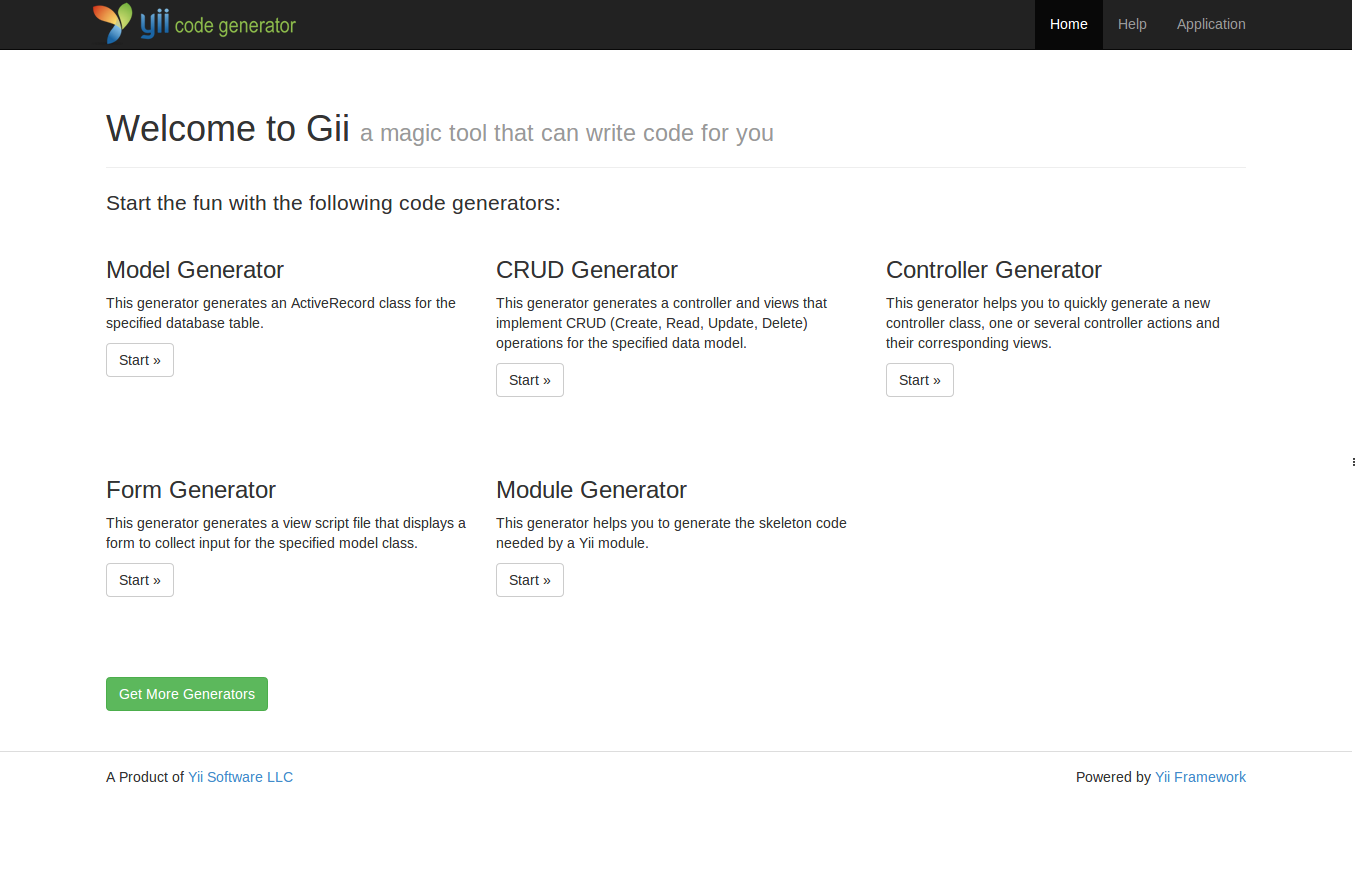 yii code generator
Home Help Application
Welcome to Gii a magic tool that can write code for you
Start the fun with the following code generators:
Model Generator
This generator generates an ActiveRecord class for the
specified database table.
Start »
CRUD Generator
This generator generates a controller and views that
implement CRUD (Create, Read, Update, Delete)
operations for the specified data model.
Start »
Controller Generator
This generator helps you to quickly generate a new
controller class, one or several controller actions and
their corresponding views.
Start »
Form Generator
This generator generates a view script file that displays a
form to collect input for the specified model class.
Start »
Module Generator
This generator helps you to generate the skeleton code
needed by a Yii module.
Start »
Get More Generators
A Product of Yii Software LLC
Powered by Yii Framework